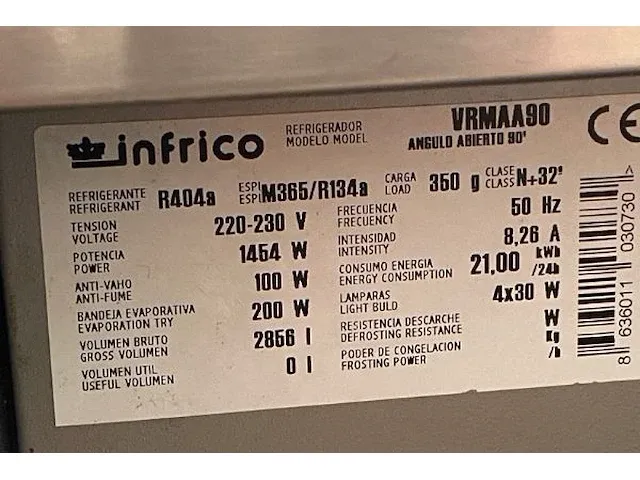 infrico
REFRIGERADOR VRMAA90
MODELO MODEL ANGULO ABIERTO 90'
CE
REFRIGERANTE R404a ESPU M365/R134a CARGA 350 g CLASE N+32º
REFRIGERANT ESPU LOAD CLASS
TENSION 220-230 V FRECUENCIA 50 Hz
VOLTAGE FREQUENCY
POTENCIA 1454 W INTENSIDAD 8,26 A
POWER INTENSITY
ANTI-VAHO 100 W CONSUMO ENERGIA 21,00 kWh
ANTI-FUME ENERGY CONSUMPTION /24h
BANDEJA EVAPORATIVA 200 W LAMPARAS 4x30 W
EVAPORATION TRY LIGHT BULD
VOLUMEN BRUTO 2856 l RESISTENCIA DESCARCHE W
GROSS VOLUMEN DEFROSTING RESISTANCE Kg
VOLUMEN UTIL 0 l PODER DE CONGELACION /h
USEFUL VOLUMEN FROSTING POWER
8 636011 030730 >